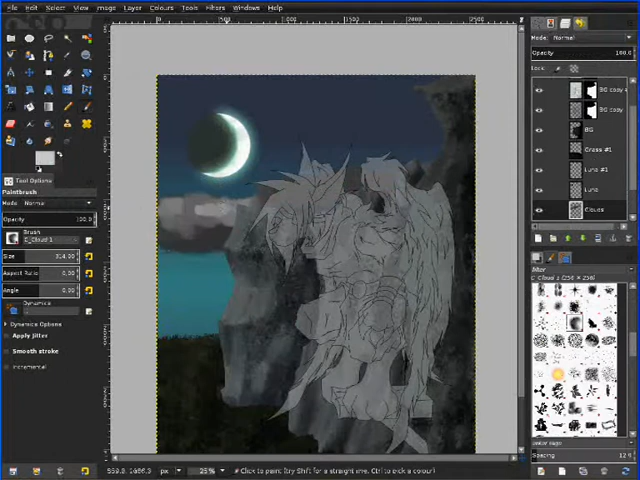 File Edit Select View Image Layer Colours Tools Filters Windows Help
Mode: Normal
Opacity 100.0
Lock:
BG copy
BG copy
BG
Grass #1
Luna #1
Luna
Clouds
Tool Options
Paintbrush
Mode: Normal
Opacity 100.0
Brush
C_Cloud 1
Size 314.00
Aspect Ratio 0.00
Angle 0.00
Dynamics
Dynamics Options
Apply Jitter
Smooth stroke
Incremental
filter
C_Cloud 1 (256 × 256)
Spacing 12.0
px 25% Click to paint (try Shift for a straight line, Ctrl to pick a colour)